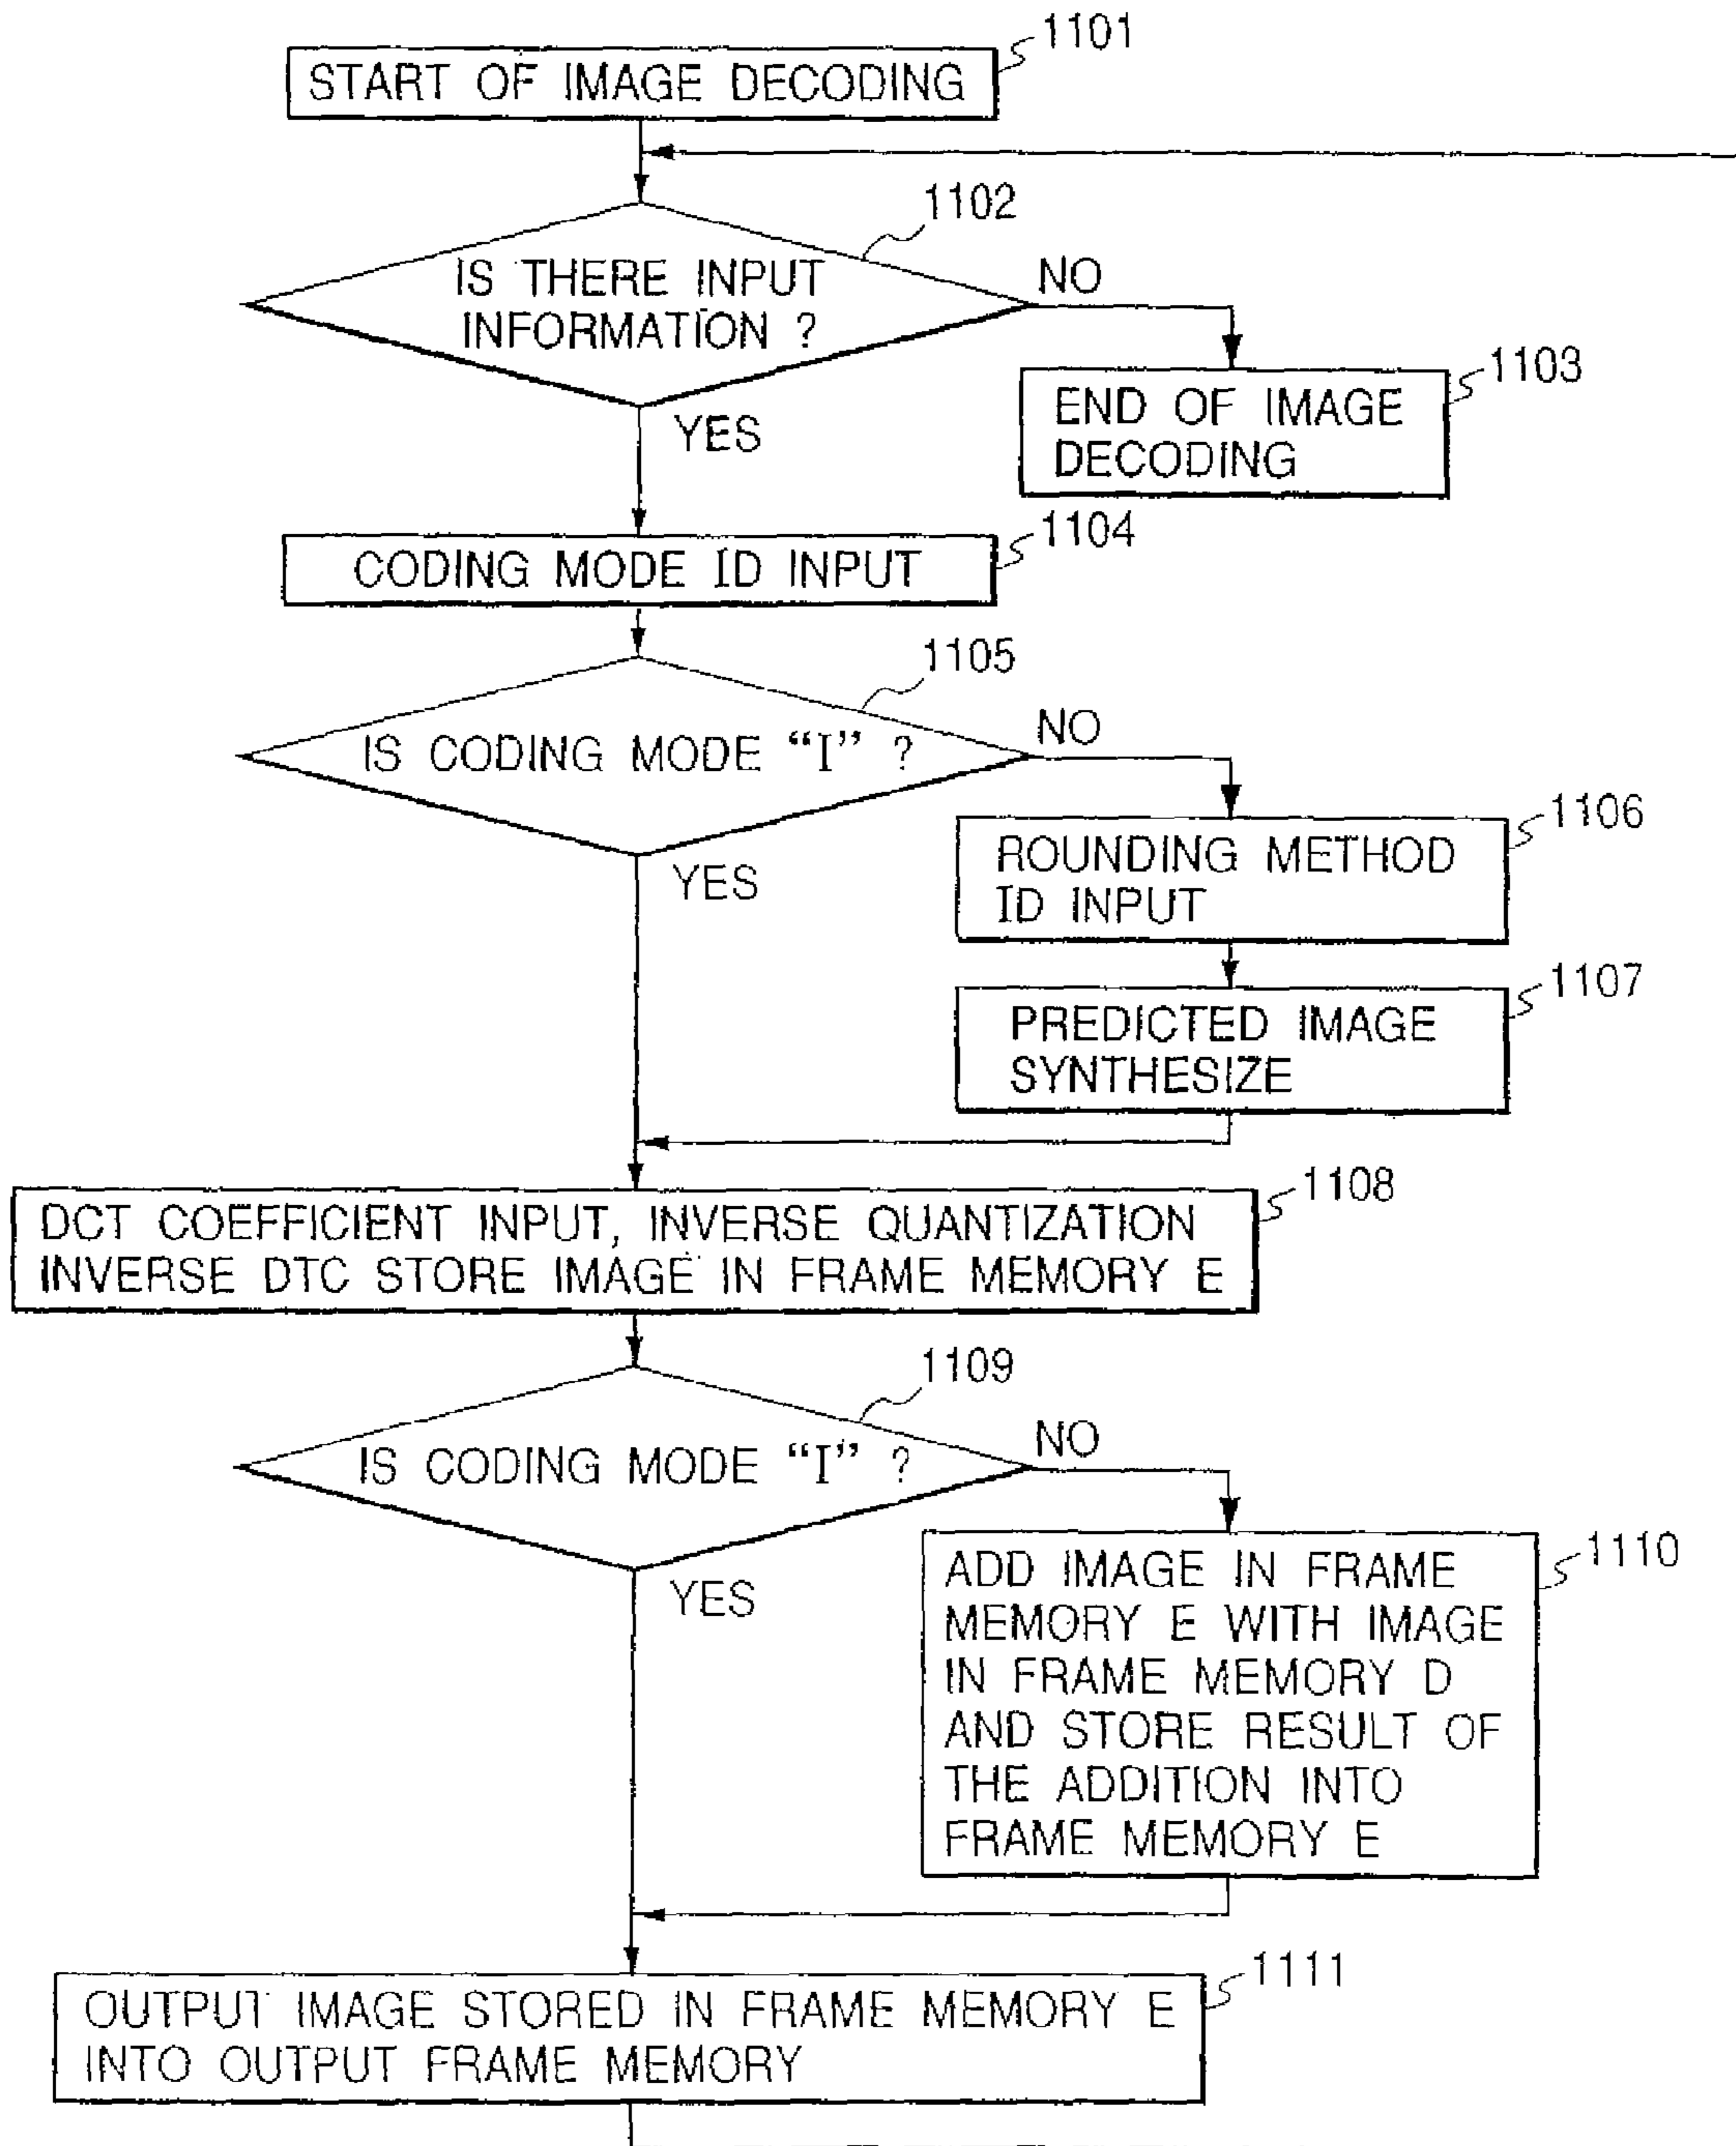 1101
START OF IMAGE DECODING
1102
IS THERE INPUT
INFORMATION ?
NO
YES
1103
END OF IMAGE
DECODING
1104
CODING MODE ID INPUT
1105
IS CODING MODE “I” ?
NO
YES
1106
ROUNDING METHOD
ID INPUT
1107
PREDICTED IMAGE
SYNTHESIZE
1108
DCT COEFFICIENT INPUT, INVERSE QUANTIZATION
INVERSE DTC STORE IMAGE IN FRAME MEMORY E
1109
IS CODING MODE “I” ?
NO
YES
1110
ADD IMAGE IN FRAME
MEMORY E WITH IMAGE
IN FRAME MEMORY D
AND STORE RESULT OF
THE ADDITION INTO
FRAME MEMORY E
1111
OUTPUT IMAGE STORED IN FRAME MEMORY E
INTO OUTPUT FRAME MEMORY